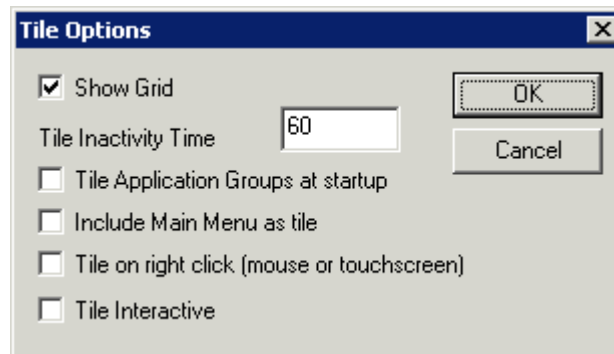 Tile Options
Show Grid
OK
Tile Inactivity Time 60
Cancel
Tile Application Groups at startup
Include Main Menu as tile
Tile on right click (mouse or touchscreen)
Tile Interactive